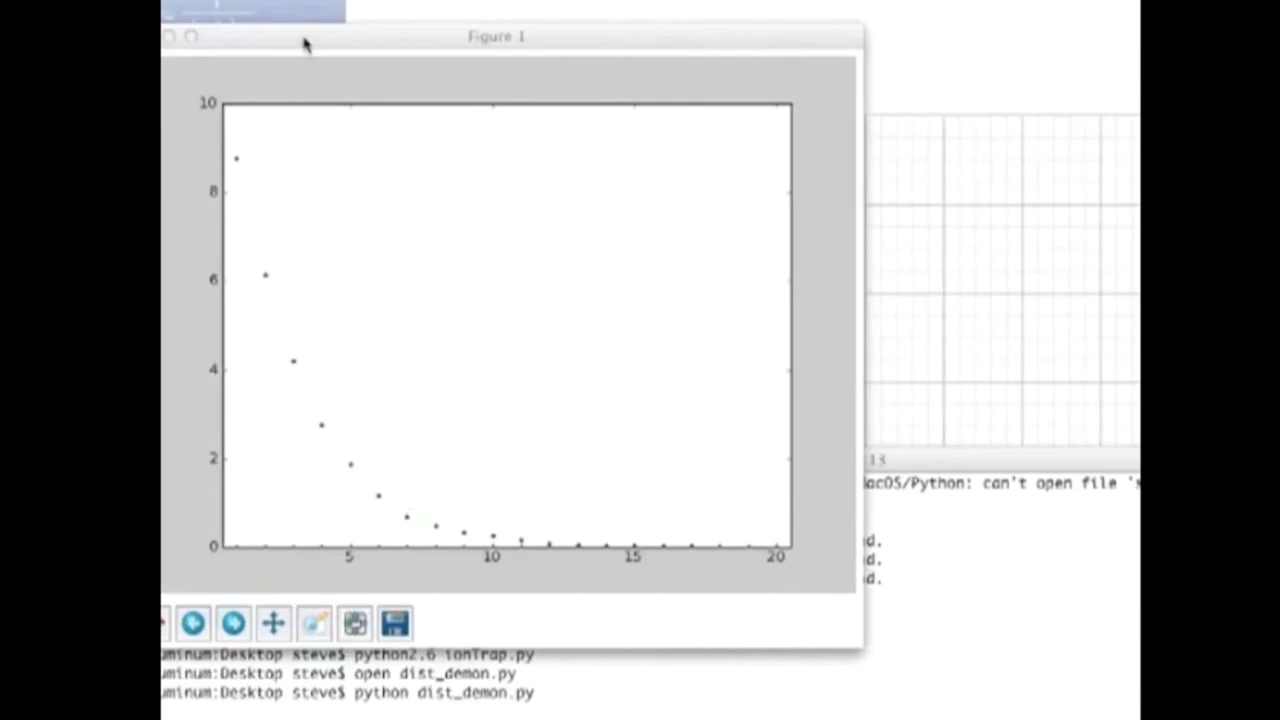 Figure 1
10
8
6
4
2
0
5 10 15 20
13
acOS/Python: can't open file '
d.
d.
d.
uminum:Desktop steve$ python2.6 ionTrap.py
uminum:Desktop steve$ open dist_demon.py
uminum:Desktop steve$ python dist_demon.py